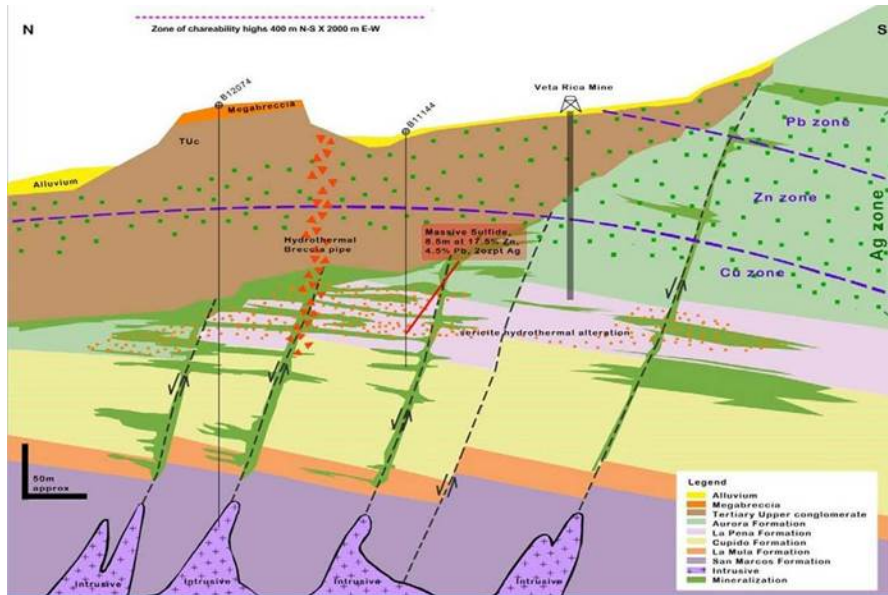 N
Zone of chareability highs 400 m N-S X 2000 m E-W
S
B12074
Megabreccia
TUc
B11144
Veta Rica Mine
Pb zone
Alluvium
Zn zone
Ag zone
Massive Sulfide,
8.5m at 17.5% Zn,
4.5% Pb, 2ozpt Ag
Hydrothermal
Breccia pipe
Cu zone
sericite hydrothermal alteration
50m
approx
Intrusive
Intrusive
Intrusive
Intrusive
Legend
Alluvium
Megabreccia
Tertiary Upper conglomerate
Aurora Formation
La Pena Formation
Cupido Formation
La Mula Formation
San Marcos Formation
Intrusive
Mineralization